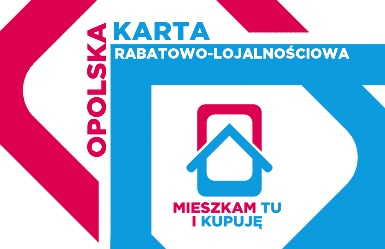 OPOLSKA
KARTA
RABATOWO-LOJALNOŚCIOWA
MIESZKAM TU
I KUPUJĘ